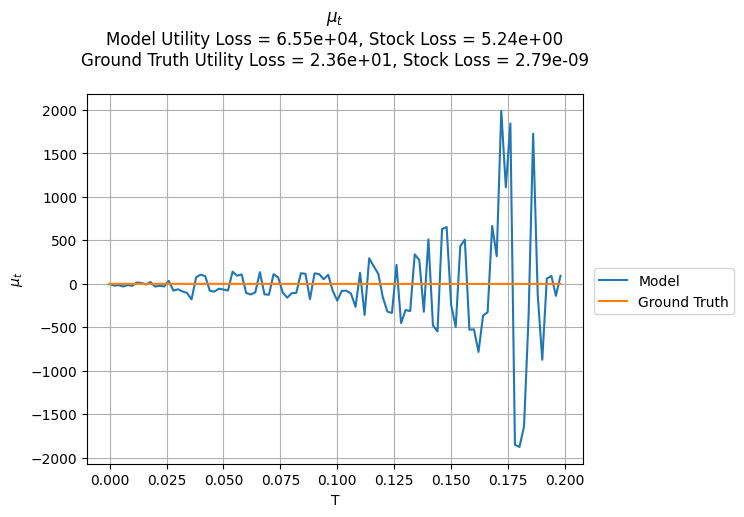 μt
Model Utility Loss = 6.55e+04, Stock Loss = 5.24e+00
Ground Truth Utility Loss = 2.36e+01, Stock Loss = 2.79e-09
2000
1500
1000
500
0
−500
−1000
−1500
−2000
μt
0.000 0.025 0.050 0.075 0.100 0.125 0.150 0.175 0.200
T
Model
Ground Truth